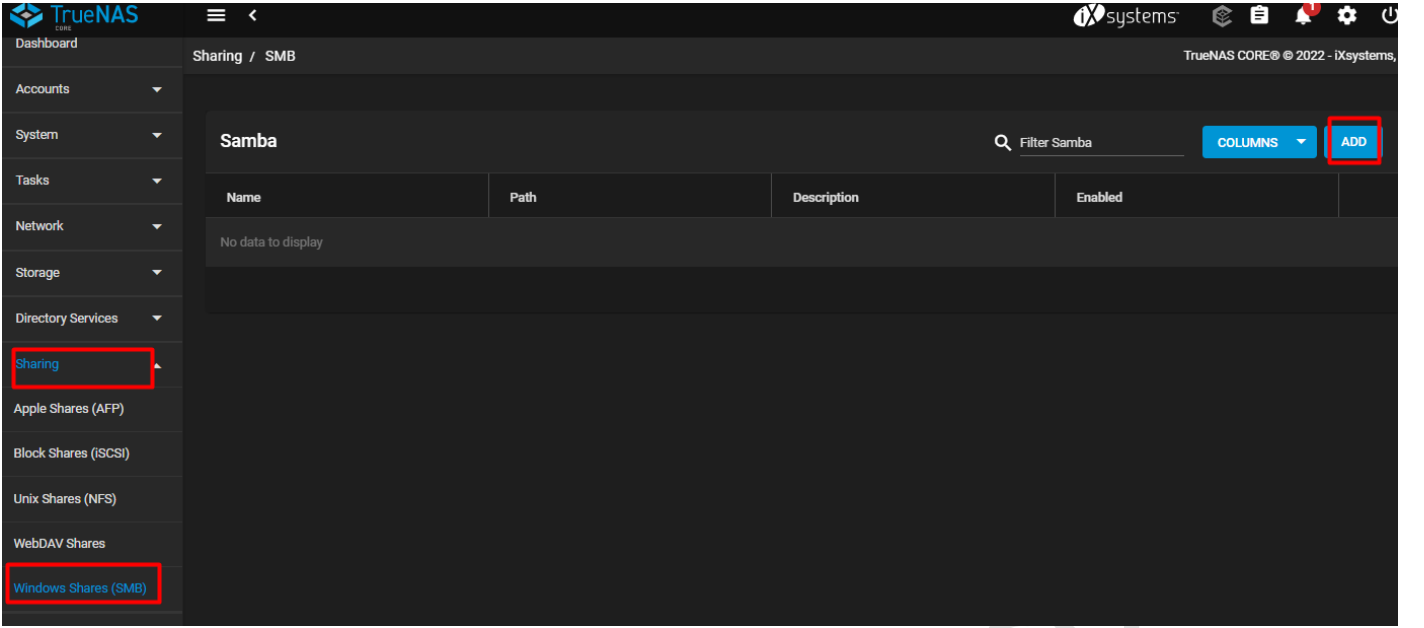 TrueNAS
CORE
iXsystems
1
Dashboard
Sharing / SMB
TrueNAS CORE® © 2022 - iXsystems,
Accounts
System
Samba
Filter Samba
COLUMNS
ADD
Tasks
Name Path Description Enabled
Network
No data to display
Storage
Directory Services
Sharing
Apple Shares (AFP)
Block Shares (iSCSI)
Unix Shares (NFS)
WebDAV Shares
Windows Shares (SMB)